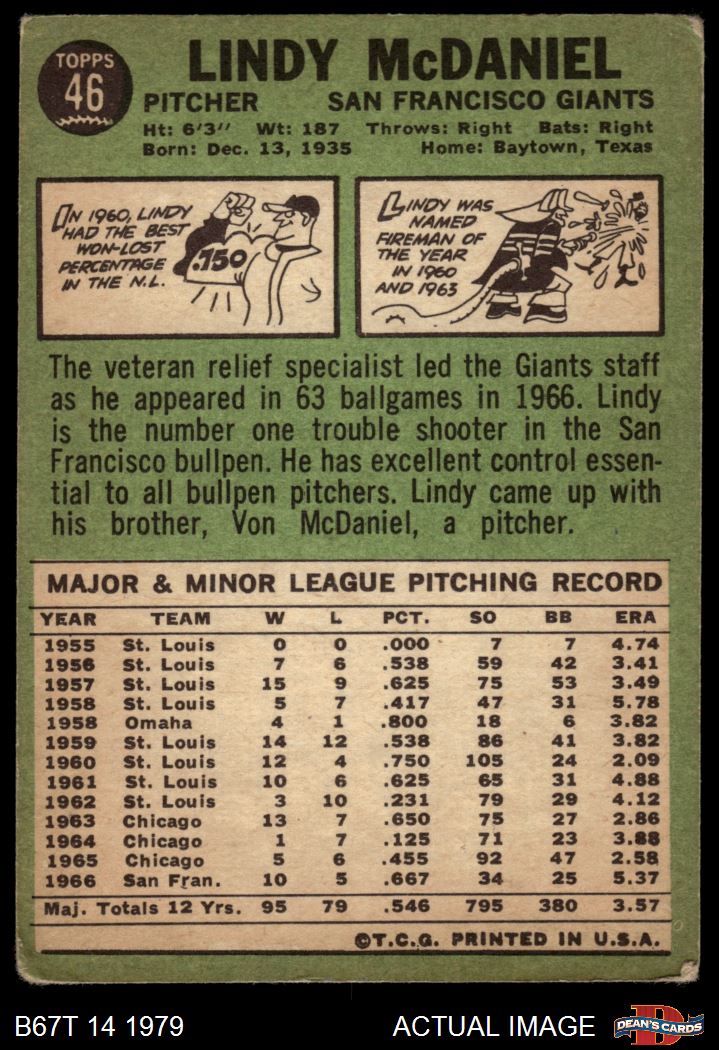 TOPPS
46
LINDY McDANIEL
PITCHER SAN FRANCISCO GIANTS
Ht: 6'3" Wt: 187 Throws: Right Bats: Right
Born: Dec. 13, 1935 Home: Baytown, Texas
IN 1960, LINDY
HAD THE BEST
WON-LOST
PERCENTAGE
IN THE N.L.
.750
LINDY WAS
NAMED
FIREMAN OF
THE YEAR
IN 1960
AND 1963
The veteran relief specialist led the Giants staff
as he appeared in 63 ballgames in 1966. Lindy
is the number one trouble shooter in the San
Francisco bullpen. He has excellent control essen-
tial to all bullpen pitchers. Lindy came up with
his brother, Von McDaniel, a pitcher.
MAJOR & MINOR LEAGUE PITCHING RECORD
YEAR TEAM W L PCT. SO BB ERA
1955 St. Louis 0 0 .000 7 7 4.74
1956 St. Louis 7 6 .538 59 42 3.41
1957 St. Louis 15 9 .625 75 53 3.49
1958 St. Louis 5 7 .417 47 31 5.78
1958 Omaha 4 1 .800 18 6 3.82
1959 St. Louis 14 12 .538 86 41 3.82
1960 St. Louis 12 4 .750 105 24 2.09
1961 St. Louis 10 6 .625 65 31 4.88
1962 St. Louis 3 10 .231 79 29 4.12
1963 Chicago 13 7 .650 75 27 2.86
1964 Chicago 1 7 .125 71 23 3.88
1965 Chicago 5 6 .455 92 47 2.58
1966 San Fran. 10 5 .667 34 25 5.37
Maj. Totals 12 Yrs. 95 79 .546 795 380 3.57
©T.C.G. PRINTED IN U.S.A.
B67T 14 1979 ACTUAL IMAGE
D
DEAN'S CARDS